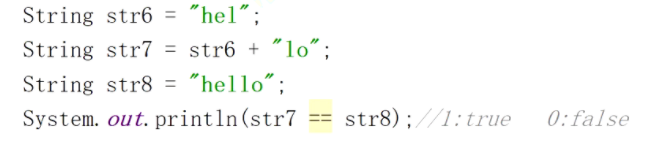 String str6 = "hel";
String str7 = str6 + "lo";
String str8 = "hello";
System.out.println(str7 == str8);//1:true   0:false